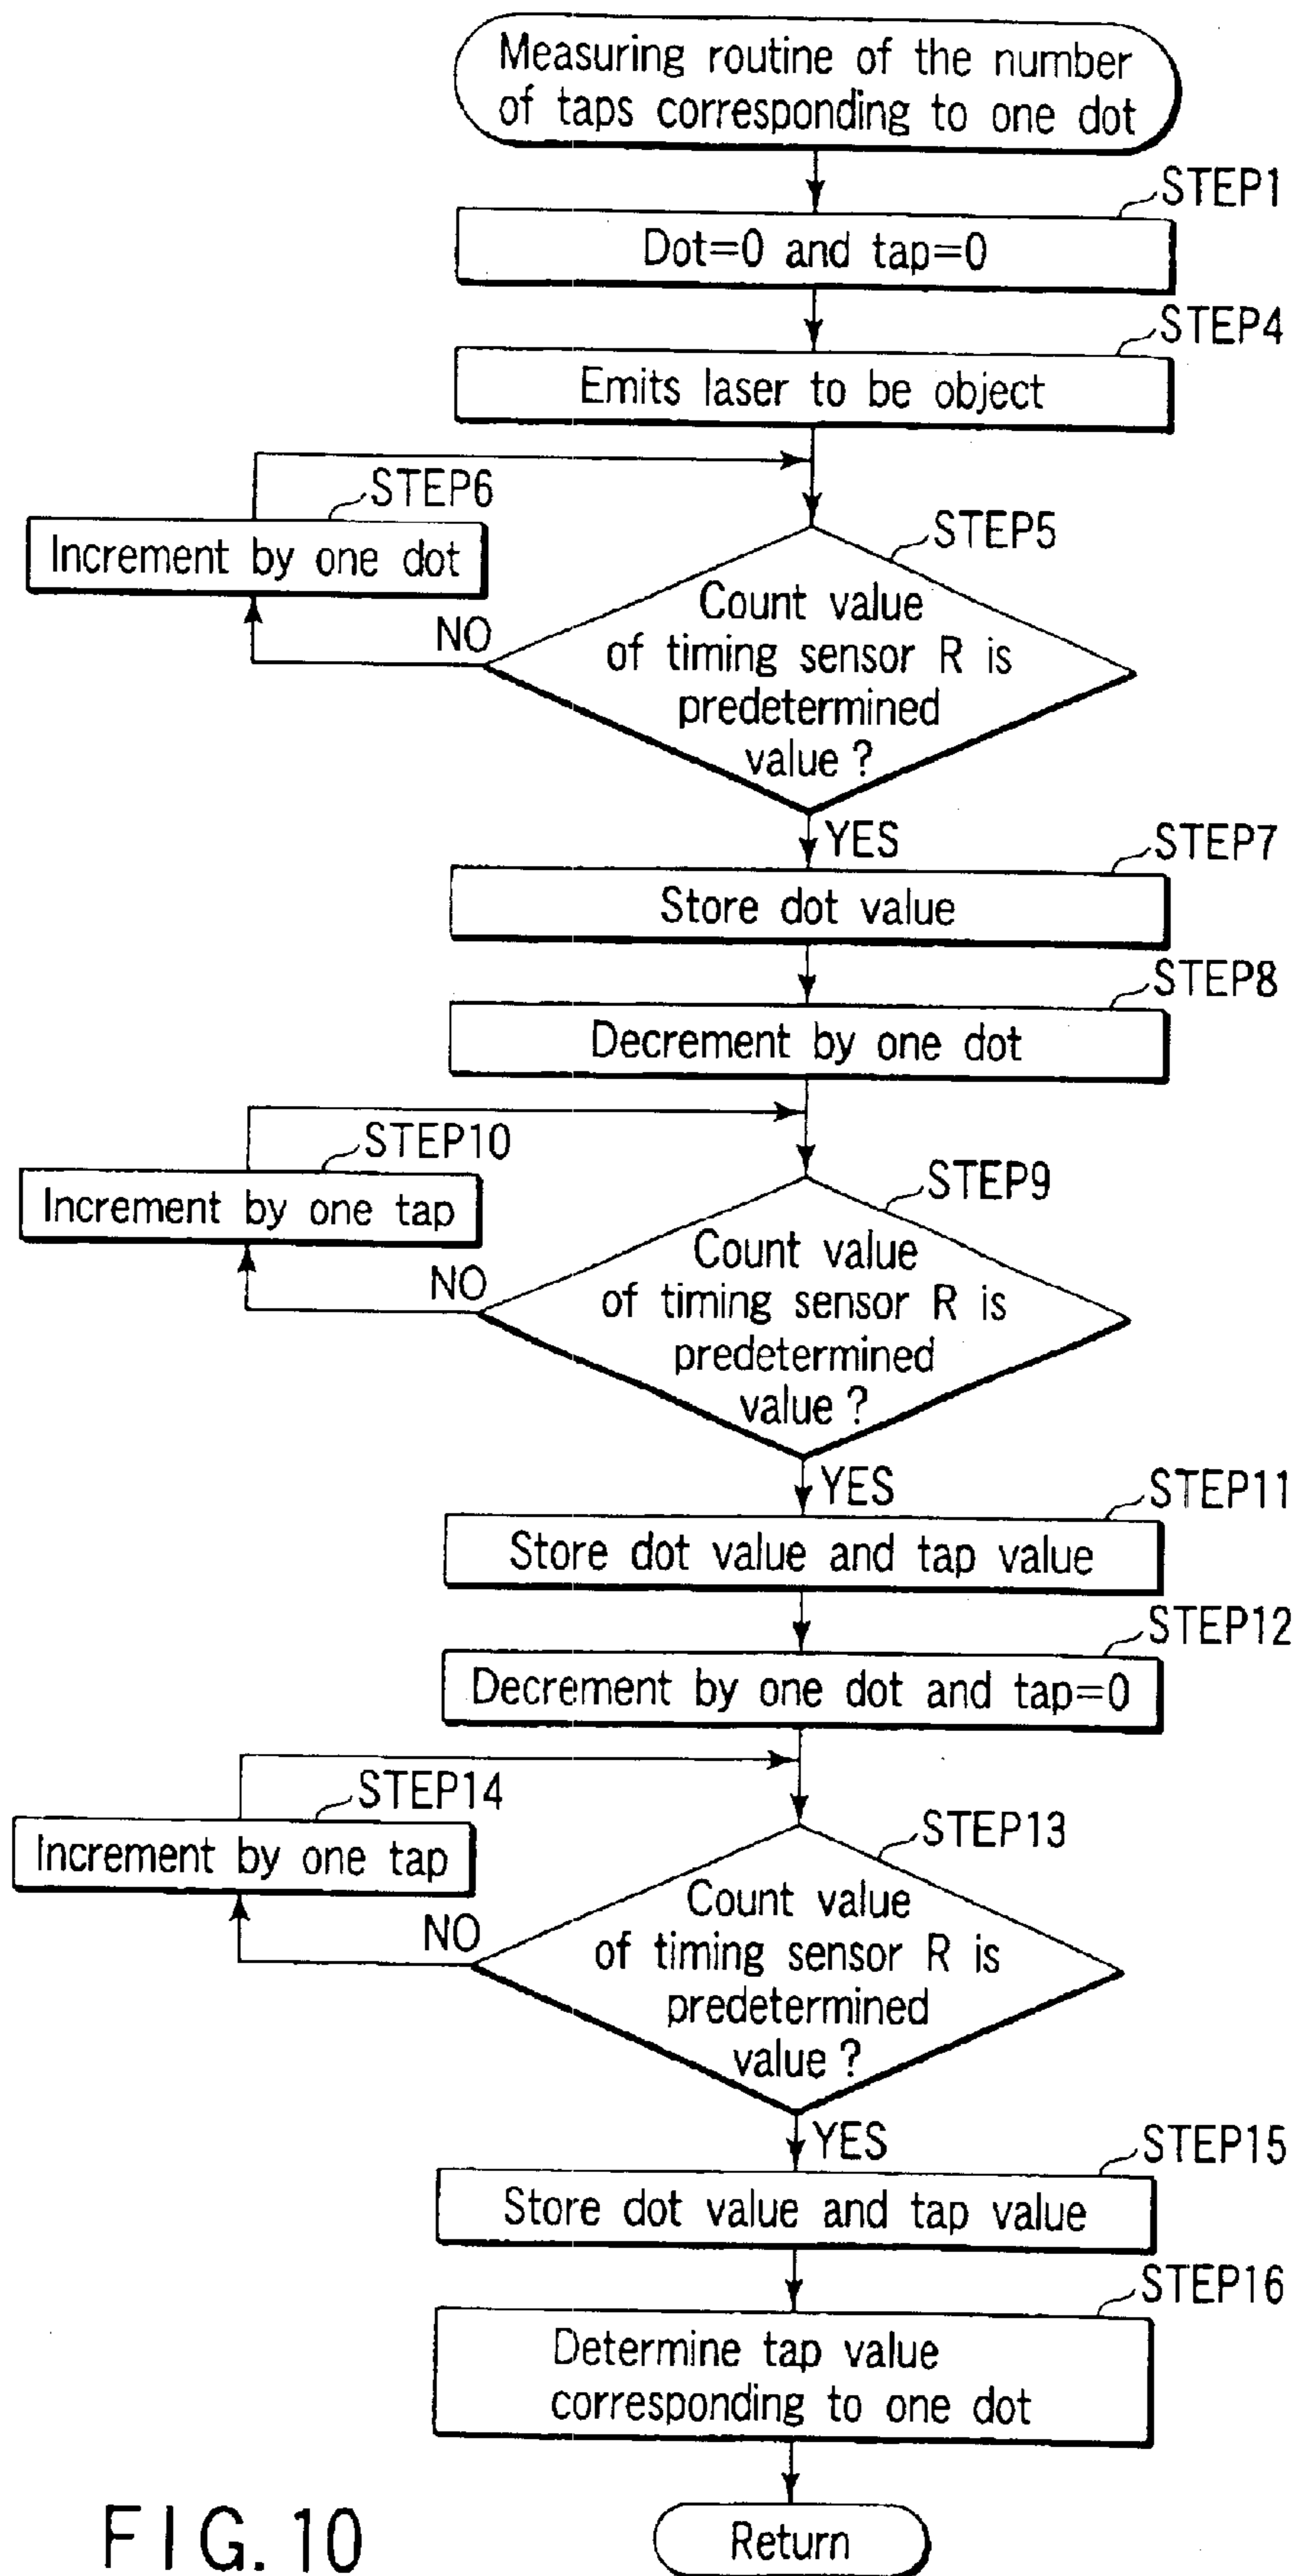 Measuring routine of the number
of taps corresponding to one dot
STEP1
Dot=0 and tap=0
STEP4
Emits laser to be object
STEP6
Increment by one dot
STEP5
Count value
of timing sensor R is
predetermined
value ?
NO
YES
STEP7
Store dot value
STEP8
Decrement by one dot
STEP10
Increment by one tap
STEP9
Count value
of timing sensor R is
predetermined
value ?
NO
YES
STEP11
Store dot value and tap value
STEP12
Decrement by one dot and tap=0
STEP14
Increment by one tap
STEP13
Count value
of timing sensor R is
predetermined
value ?
NO
YES
STEP15
Store dot value and tap value
STEP16
Determine tap value
corresponding to one dot
Return
FIG. 10